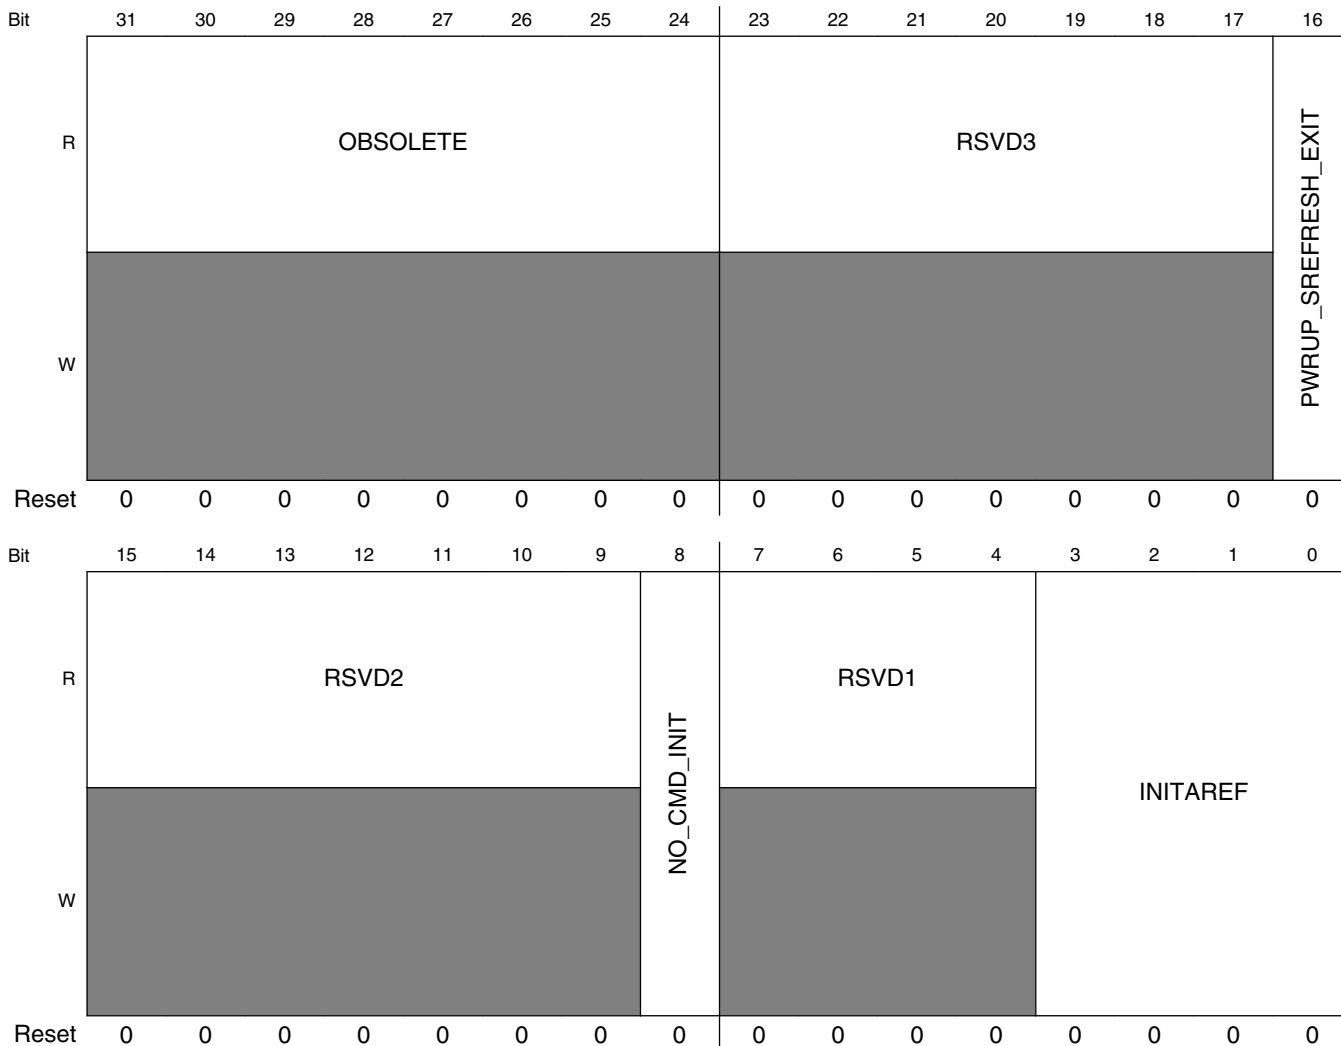 Bit 31 30 29 28 27 26 25 24 23 22 21 20 19 18 17 16
R OBSOLETE RSVD3 PWRUP_SREFRESH_EXIT
W
Reset 0 0 0 0 0 0 0 0 0 0 0 0 0 0 0 0
Bit 15 14 13 12 11 10 9 8 7 6 5 4 3 2 1 0
R RSVD2 NO_CMD_INIT RSVD1 INITAREF
W
Reset 0 0 0 0 0 0 0 0 0 0 0 0 0 0 0 0